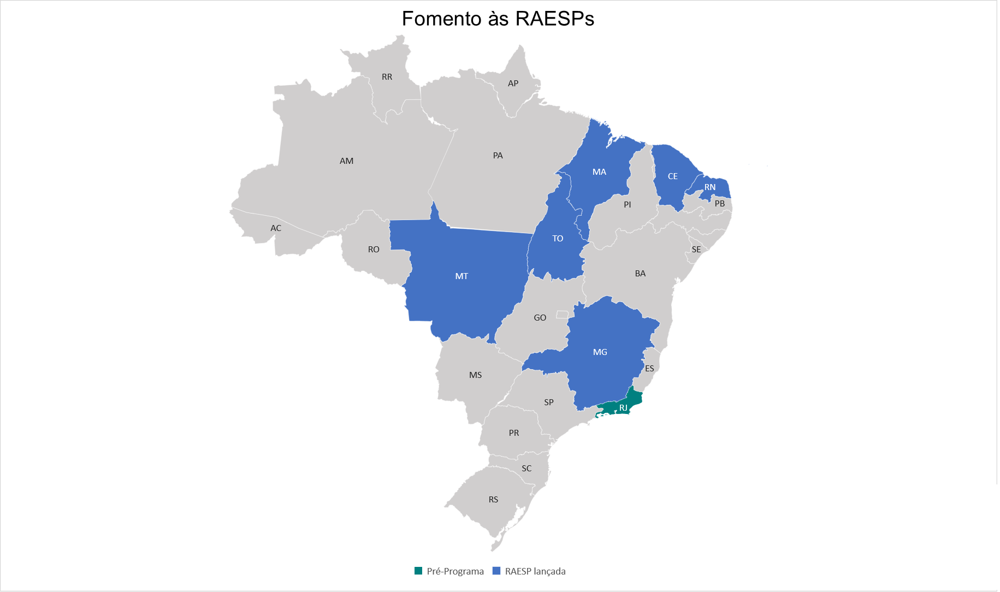 Fomento às RAESPs
RR
AP
AM
PA
MA
CE
RN
PB
PI
AC
TO
RO
SE
MT
BA
GO
MG
ES
MS
SP
RJ
PR
SC
RS
Pré-Programa
RAESP lançada